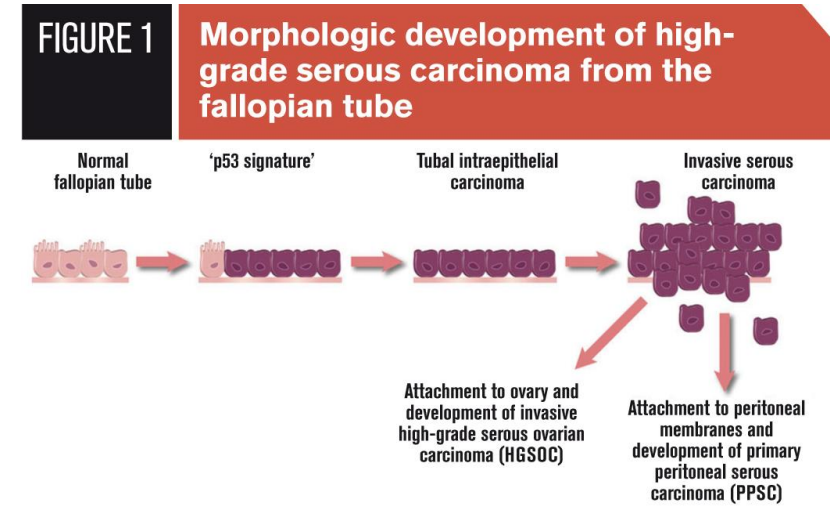 FIGURE 1
Morphologic development of high-
grade serous carcinoma from the
fallopian tube
Normal
fallopian tube
‘p53 signature’
Tubal intraepithelial
carcinoma
Invasive serous
carcinoma
Attachment to ovary and
development of invasive
high-grade serous ovarian
carcinoma (HGSOC)
Attachment to peritoneal
membranes and
development of primary
peritoneal serous
carcinoma (PPSC)